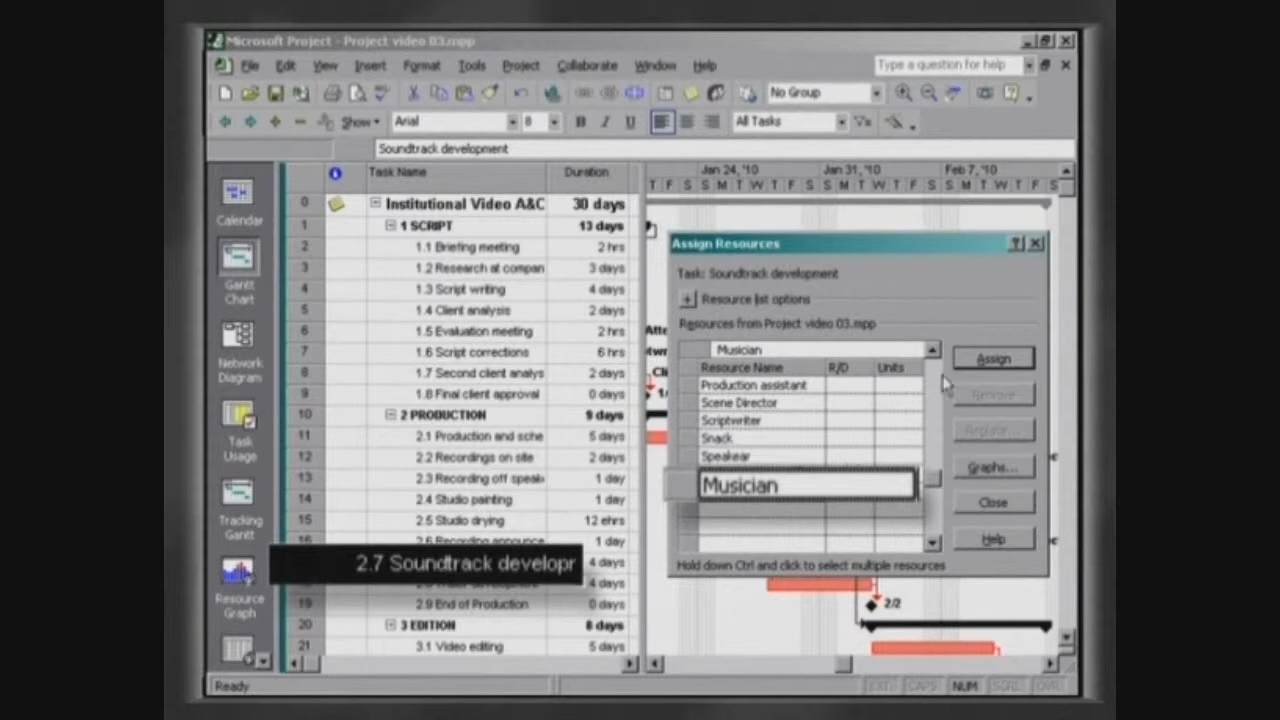 Microsoft Project - Project video 03.mpp
File Edit View Insert Format Tools Project Collaborate Window Help
Type a question for help
No Group
Show Arial 8 B I U All Tasks
Soundtrack development
Task Name Duration
Jan 24, '10 Jan 31, '10 Feb 7, '10
T F S S M T W T F S S M T W T F S S M T W T F S
0 Institutional Video A&C 30 days
1 1 SCRIPT 13 days
2 1.1 Briefing meeting 2 hrs
3 1.2 Research at compan 3 days
4 1.3 Script writing 4 days
5 1.4 Client analysis 2 days
6 1.5 Evaluation meeting 2 hrs
7 1.6 Script corrections 6 hrs
8 1.7 Second client analys 2 days
9 1.8 Final client approval 0 days
10 2 PRODUCTION 9 days
11 2.1 Production and sche 5 days
12 2.2 Recordings on site 2 days
13 2.3 Recording off speak 1 day
14 2.4 Studio painting 1 day
15 2.5 Studio drying 12 ehrs
16 2.6 Recording announce 1 day
2.7 Soundtrack developr 4 days
4 days
19 2.9 End of Production 0 days
20 3 EDITION 8 days
21 3.1 Video editing 5 days
Calendar
Gantt
Chart
Network
Diagram
Task
Usage
Tracking
Gantt
Resource
Graph
Assign Resources
Task: Soundtrack development
+ Resource list options
Resources from Project video 03.mpp
Musician
Resource Name R/D Units
Production assistant
Scene Director
Scriptwriter
Snack
Speakear
Musician
Assign
Remove
Replace...
Graphs...
Close
Help
Hold down Ctrl and click to select multiple resources
2/2
Ready
EXT CAPS NUM SCRL OVR